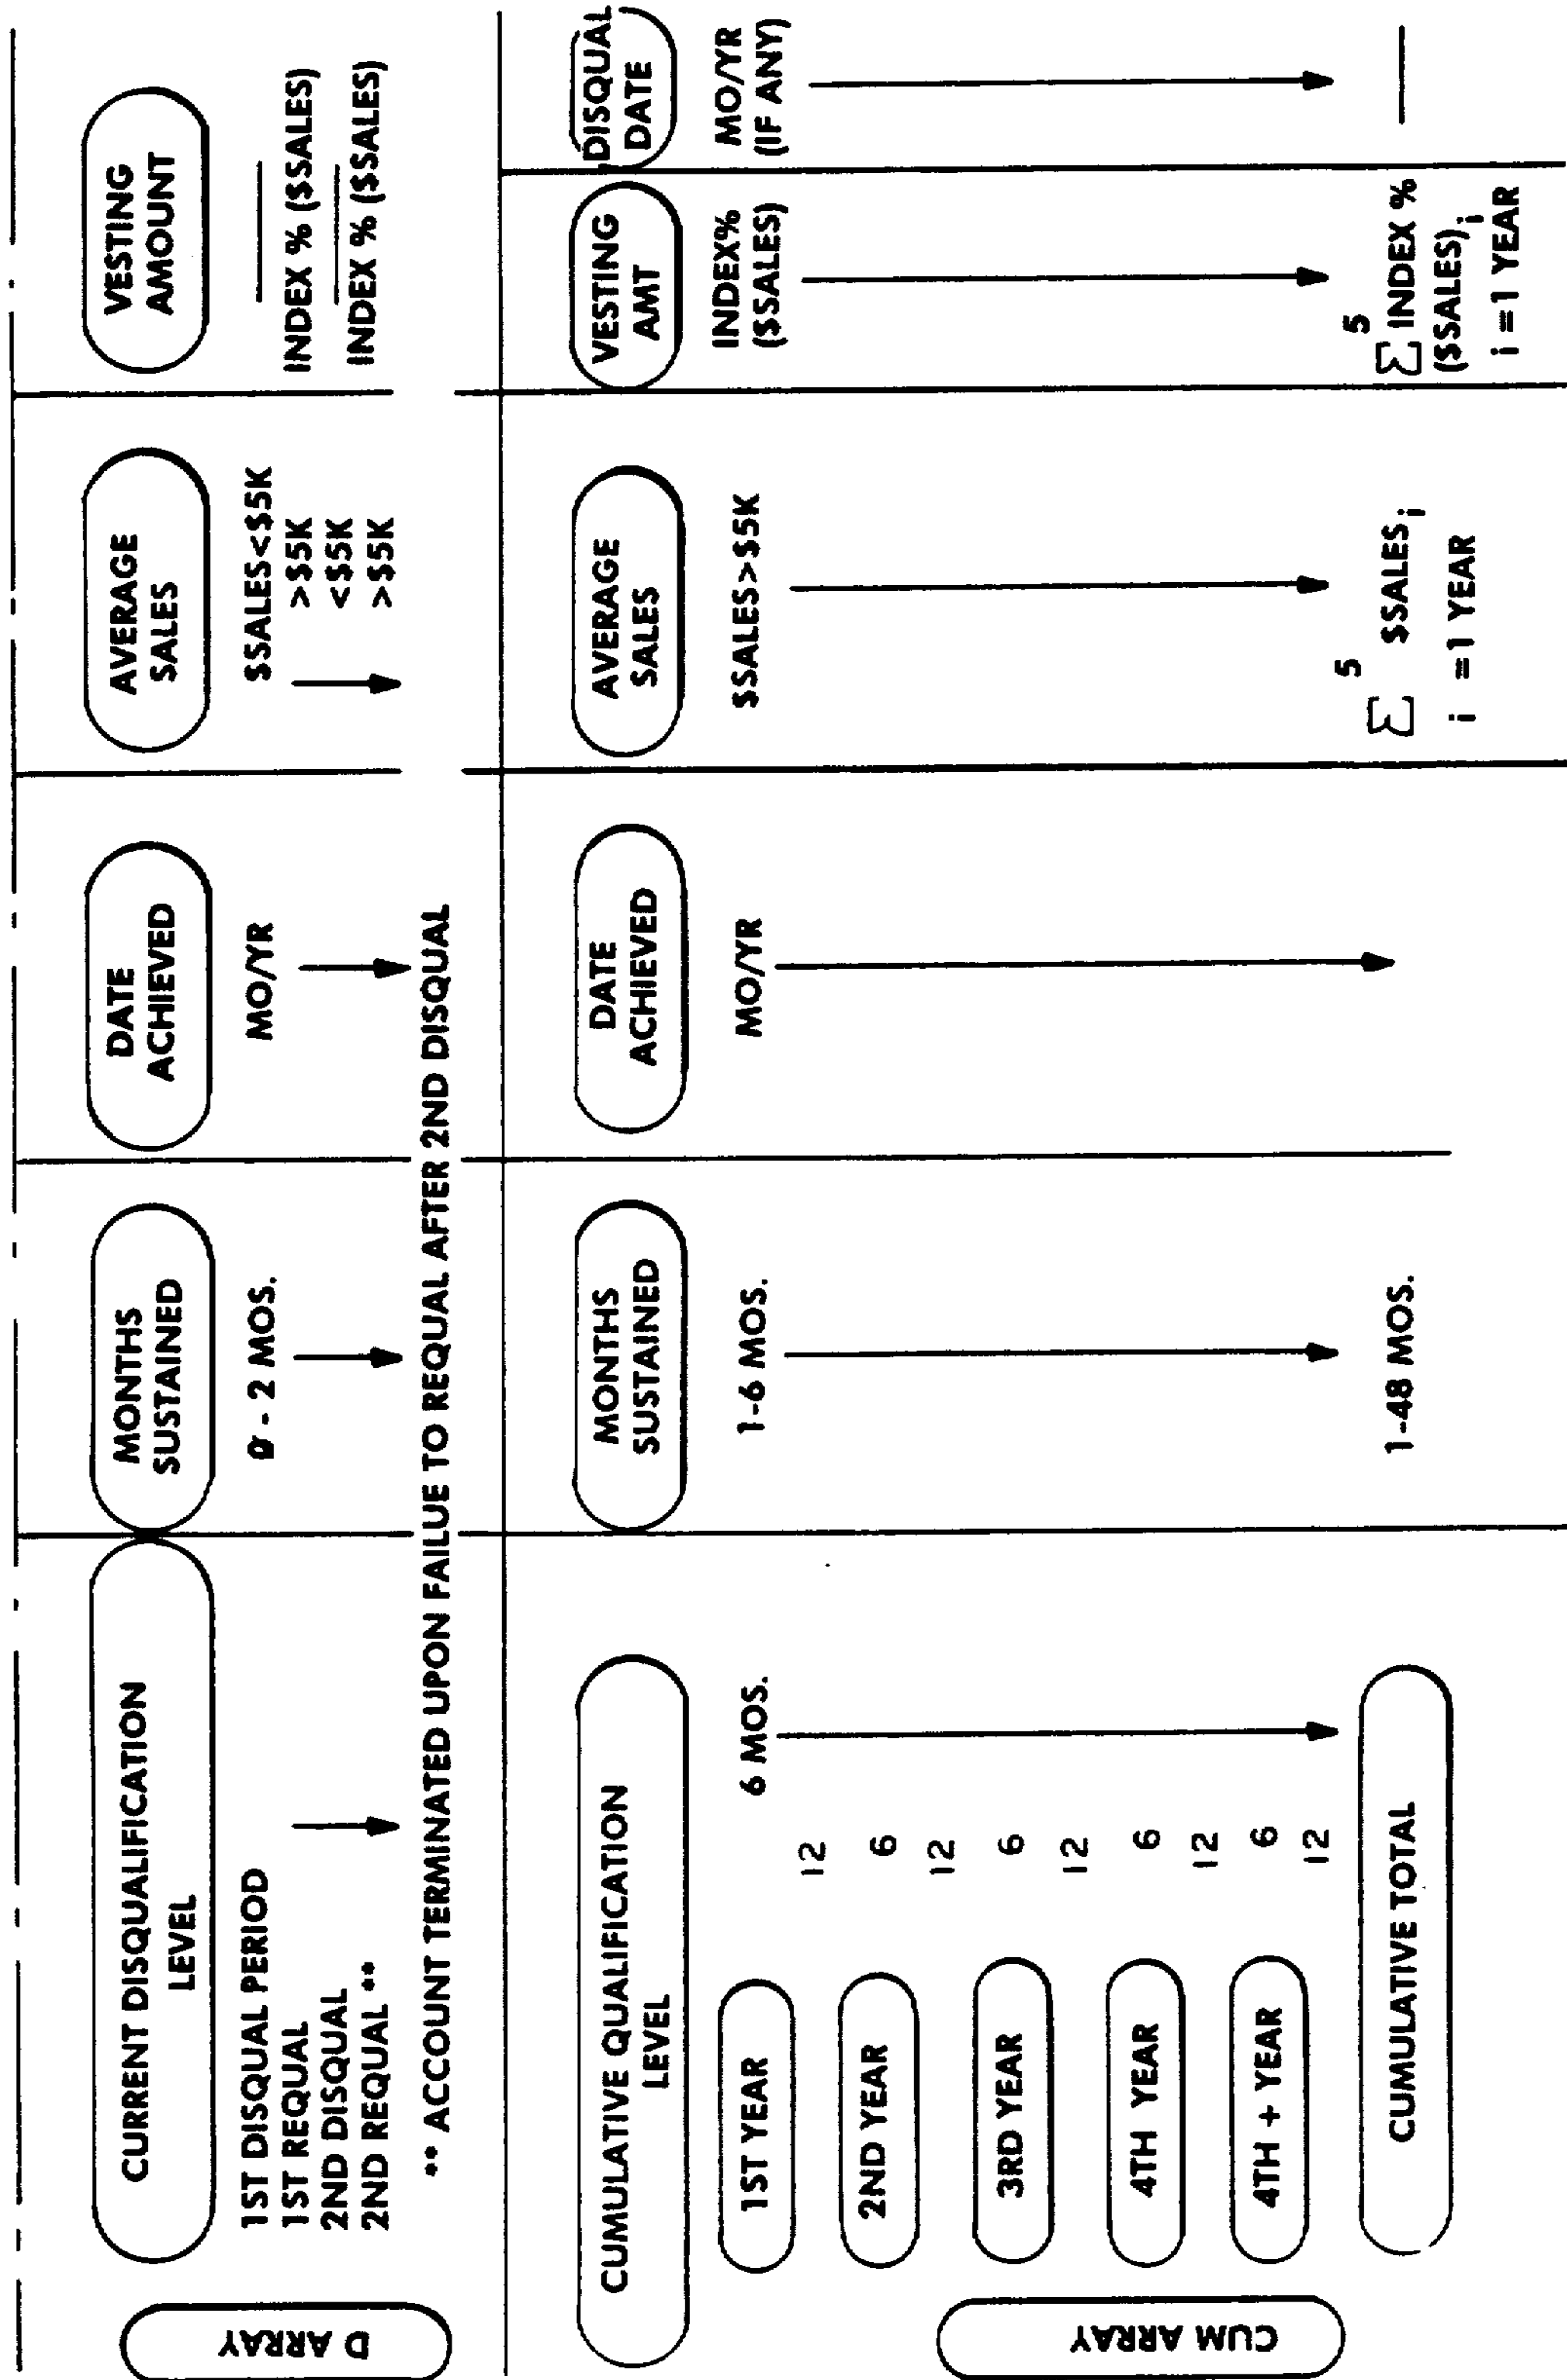 D ARRAY
CURRENT DISQUALIFICATION
LEVEL
1ST DISQUAL PERIOD
1ST REQUAL
2ND DISQUAL
2ND REQUAL **
MONTHS
SUSTAINED
0 - 2 MOS.
DATE
ACHIEVED
MO/YR
AVERAGE
SALES
$SALES<$5K
>$5K
<$5K
>$5K
VESTING
AMOUNT
INDEX % ($SALES)
INDEX % ($SALES)
** ACCOUNT TERMINATED UPON FAILUE TO REQUAL AFTER 2ND DISQUAL
CUM ARRAY
CUMULATIVE QUALIFICATION
LEVEL
1ST YEAR
6 MOS.
12
2ND YEAR
6
12
3RD YEAR
6
12
4TH YEAR
6
12
4TH + YEAR
6
12
CUMULATIVE TOTAL
MONTHS
SUSTAINED
1-6 MOS.
1-48 MOS.
DATE
ACHIEVED
MO/YR
AVERAGE
SALES
$SALES>$5K
5
Σ $SALES i
i =1 YEAR
VESTING
AMT
INDEX%
($SALES)
5
Σ INDEX %
($SALES) i
i =1 YEAR
DISQUAL
DATE
MO/YR
(IF ANY)